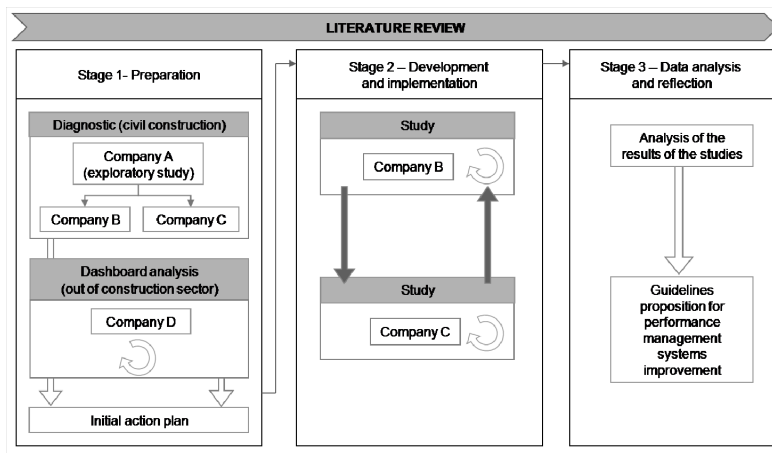 LITERATURE REVIEW
Stage 1- Preparation
Diagnostic (civil construction)
Company A
(exploratory study)
Company B
Company C
Dashboard analysis
(out of construction sector)
Company D
Initial action plan
Stage 2 – Development
and implementation
Study
Company B
Study
Company C
Stage 3 – Data analysis
and reflection
Analysis of the
results of the studies
Guidelines
proposition for
performance
management
systems
improvement